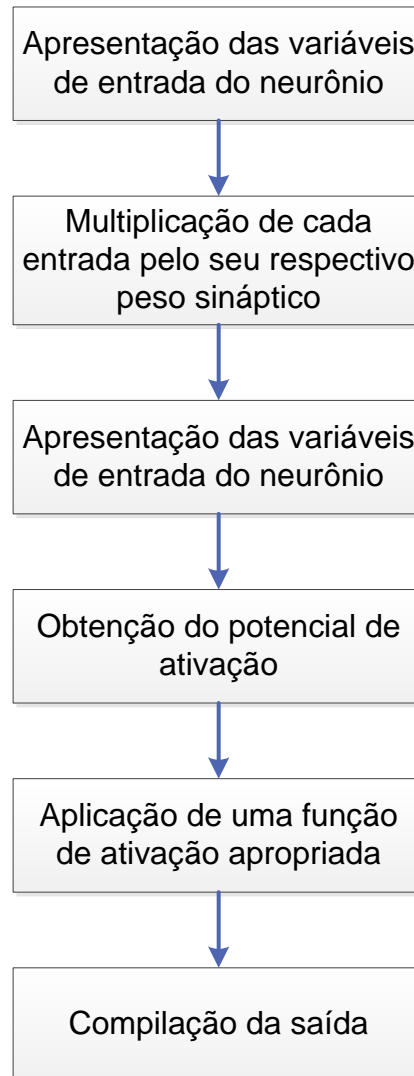 Apresentação das variáveis
de entrada do neurônio
Multiplicação de cada
entrada pelo seu respectivo
peso sináptico
Apresentação das variáveis
de entrada do neurônio
Obtenção do potencial de
ativação
Aplicação de uma função
de ativação apropriada
Compilação da saída